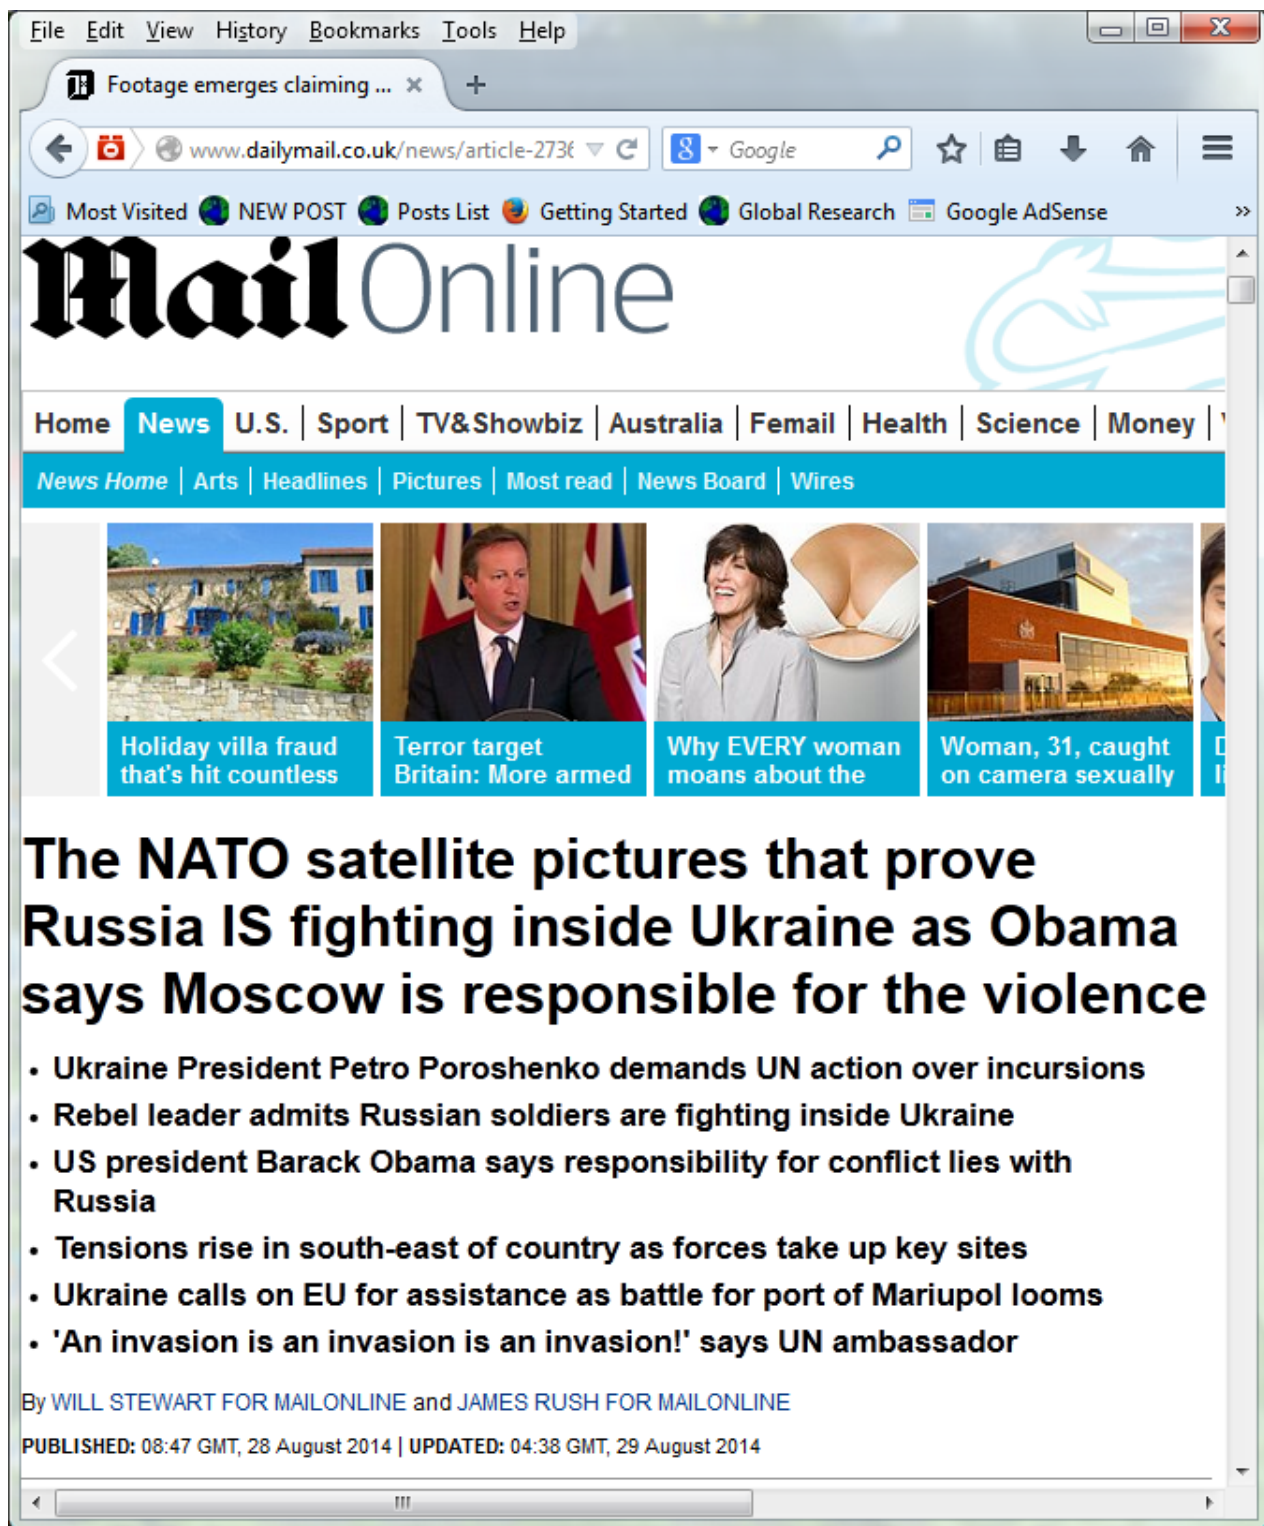 File Edit View History Bookmarks Tools Help
Footage emerges claiming ...
www.dailymail.co.uk/news/article-273 Google
Most Visited NEW POST Posts List Getting Started Global Research Google AdSense »
Mail Online
Home News U.S. Sport TV&Showbiz Australia Femail Health Science Money
News Home Arts Headlines Pictures Most read News Board Wires
Holiday villa fraud
that's hit countless
Terror target
Britain: More armed
Why EVERY woman
moans about the
Woman, 31, caught
on camera sexually
The NATO satellite pictures that prove
Russia IS fighting inside Ukraine as Obama
says Moscow is responsible for the violence
• Ukraine President Petro Poroshenko demands UN action over incursions
• Rebel leader admits Russian soldiers are fighting inside Ukraine
• US president Barack Obama says responsibility for conflict lies with
Russia
• Tensions rise in south-east of country as forces take up key sites
• Ukraine calls on EU for assistance as battle for port of Mariupol looms
• 'An invasion is an invasion is an invasion!' says UN ambassador
By WILL STEWART FOR MAILONLINE and JAMES RUSH FOR MAILONLINE
PUBLISHED: 08:47 GMT, 28 August 2014 | UPDATED: 04:38 GMT, 29 August 2014